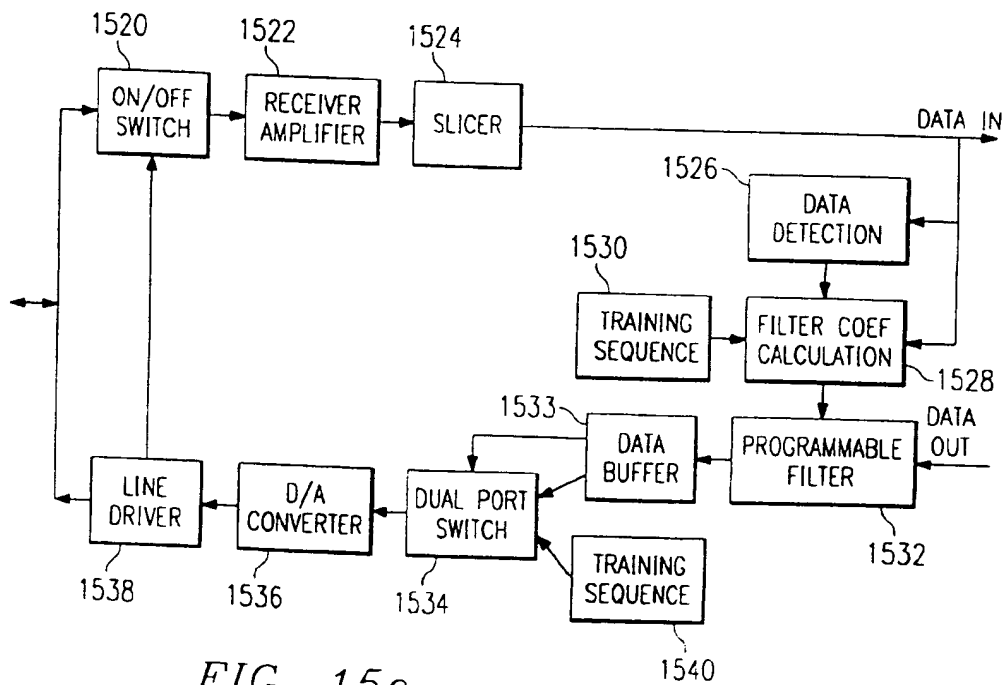 1520
ON/OFF
SWITCH
1522
RECEIVER
AMPLIFIER
1524
SLICER
DATA IN
1526
DATA
DETECTION
1530
TRAINING
SEQUENCE
FILTER COEF
CALCULATION
1528
1533
DATA
BUFFER
PROGRAMMABLE
FILTER
1532
DATA
OUT
LINE
DRIVER
1538
D/A
CONVERTER
1536
DUAL PORT
SWITCH
1534
TRAINING
SEQUENCE
1540
FIG. 15c